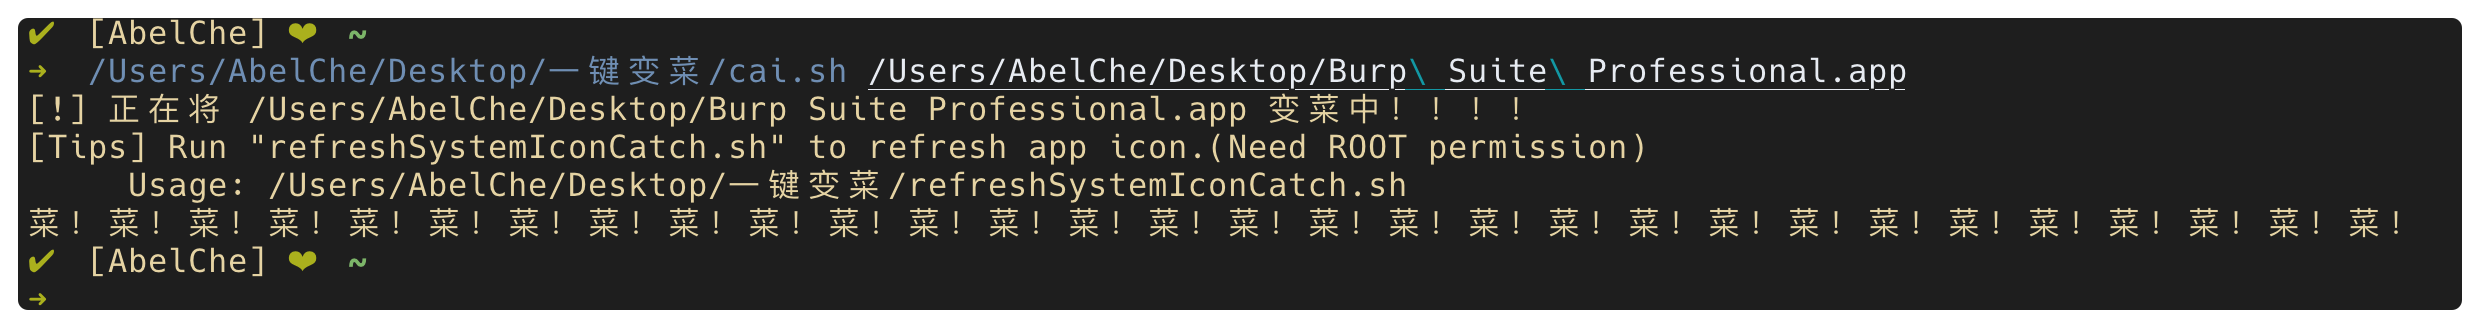 ✔ [AbelChe] ❤ ~
➜ /Users/AbelChe/Desktop/一键变菜/cai.sh /Users/AbelChe/Desktop/Burp\ Suite\ Professional.app
[!] 正在将 /Users/AbelChe/Desktop/Burp Suite Professional.app 变菜中！！！！
[Tips] Run "refreshSystemIconCatch.sh" to refresh app icon.(Need ROOT permission)
Usage: /Users/AbelChe/Desktop/一键变菜/refreshSystemIconCatch.sh
菜！菜！菜！菜！菜！菜！菜！菜！菜！菜！菜！菜！菜！菜！菜！菜！菜！菜！菜！菜！菜！菜！菜！菜！菜！菜！菜！菜！菜！菜！
✔ [AbelChe] ❤ ~
➜